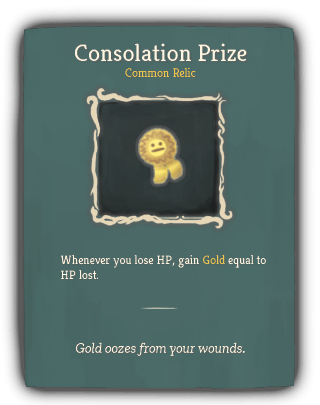 Consolation Prize
Common Relic
Whenever you lose HP, gain Gold equal to
HP lost.
Gold oozes from your wounds.